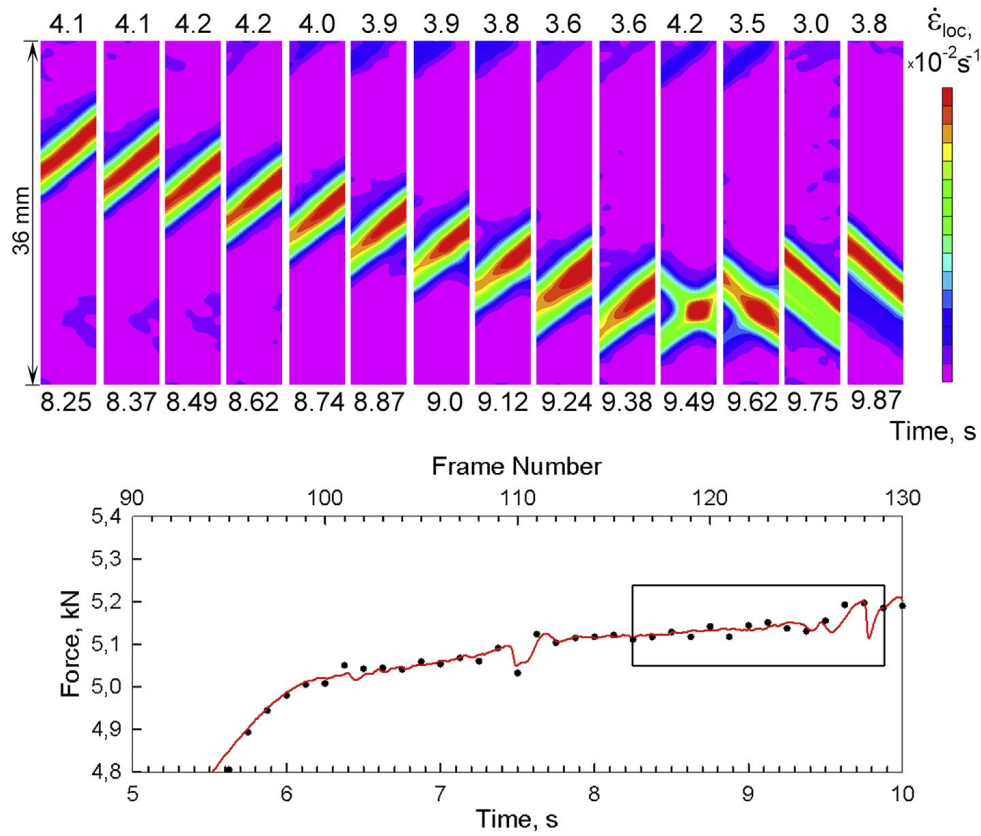 4.1 4.1 4.2 4.2 4.0 3.9 3.9 3.8 3.6 3.6 4.2 3.5 3.0 3.8
ε̇loc,
×10⁻²s⁻¹
36 mm
8.25 8.37 8.49 8.62 8.74 8.87 9.0 9.12 9.24 9.38 9.49 9.62 9.75 9.87
Time, s
Frame Number
90 100 110 120 130
5,4
5,3
5,2
5,1
5,0
4,9
4,8
Force, kN
5 6 7 8 9 10
Time, s